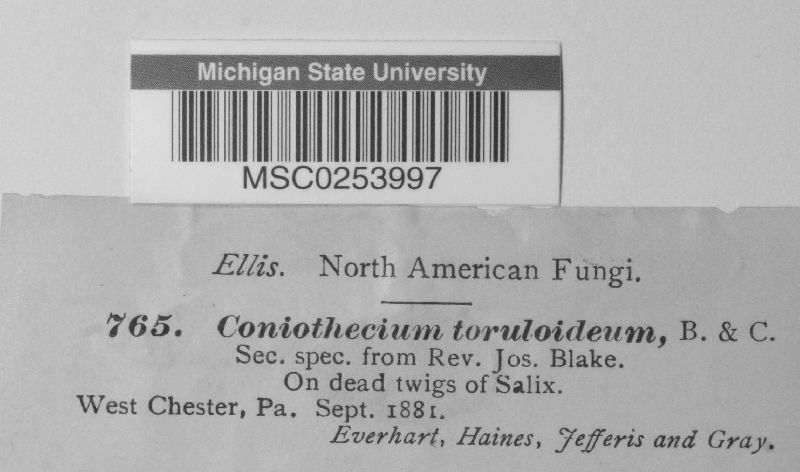 Michigan State University
MSC0253997
Ellis. North American Fungi.
765. Coniothecium toruloideum, B. & C.
Sec. spec. from Rev. Jos. Blake.
On dead twigs of Salix.
West Chester, Pa. Sept. 1881.
Everhart, Haines, Jefferis and Gray.